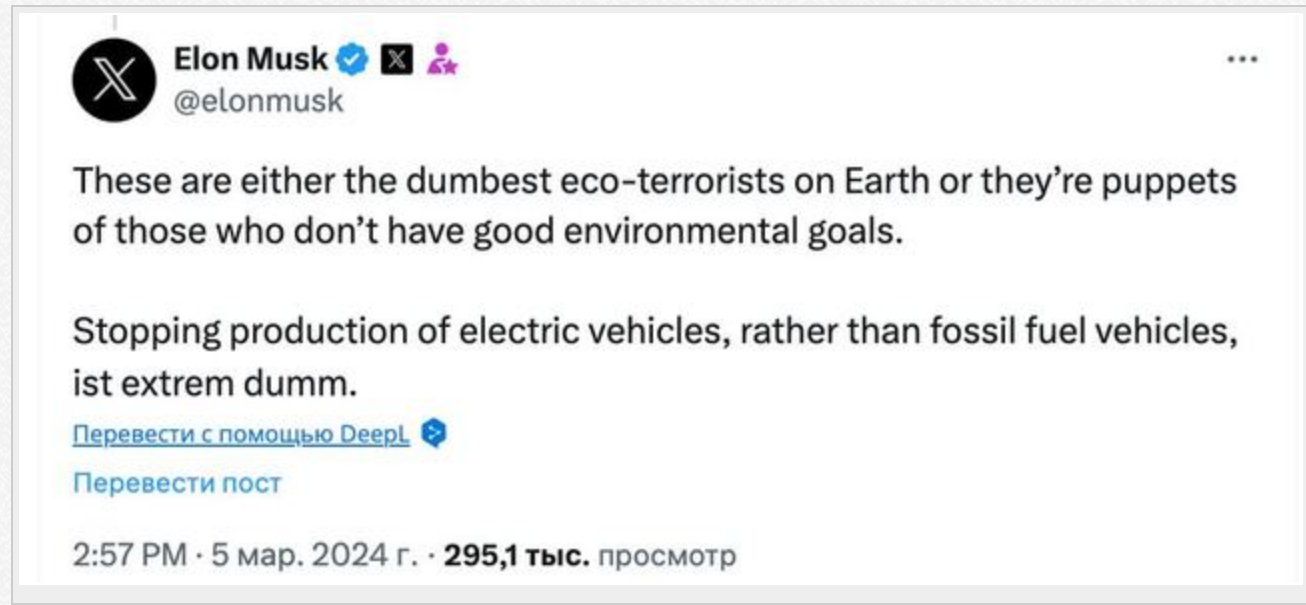 Elon Musk
@elonmusk
These are either the dumbest eco-terrorists on Earth or they’re puppets
of those who don’t have good environmental goals.
Stopping production of electric vehicles, rather than fossil fuel vehicles,
ist extrem dumm.
Перевести с помощью DeepL
Перевести пост
2:57 PM · 5 мар. 2024 г. · 295,1 тыс. просмотр